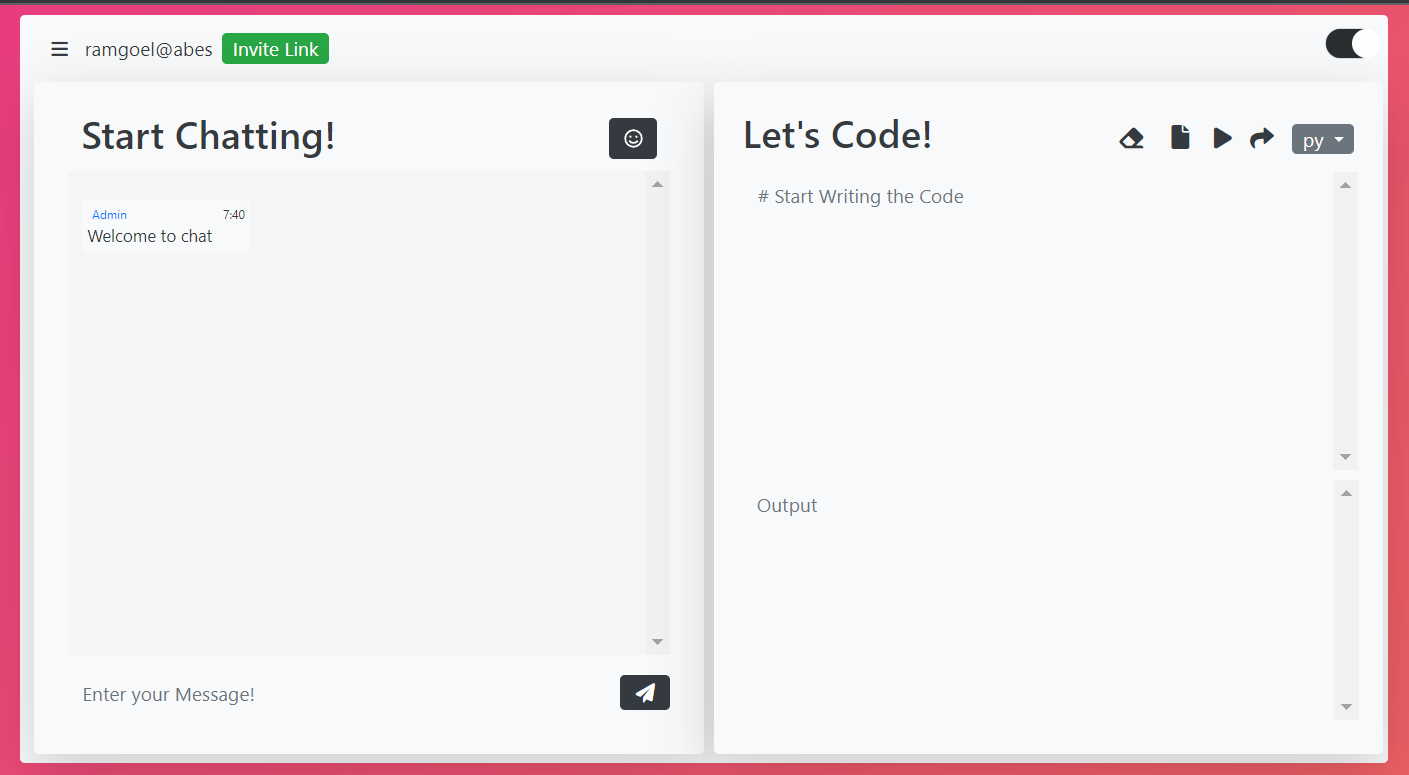 ramgoel@abes Invite Link
Start Chatting!
Admin 7:40
Welcome to chat
Enter your Message!
Let's Code!
py
# Start Writing the Code
Output